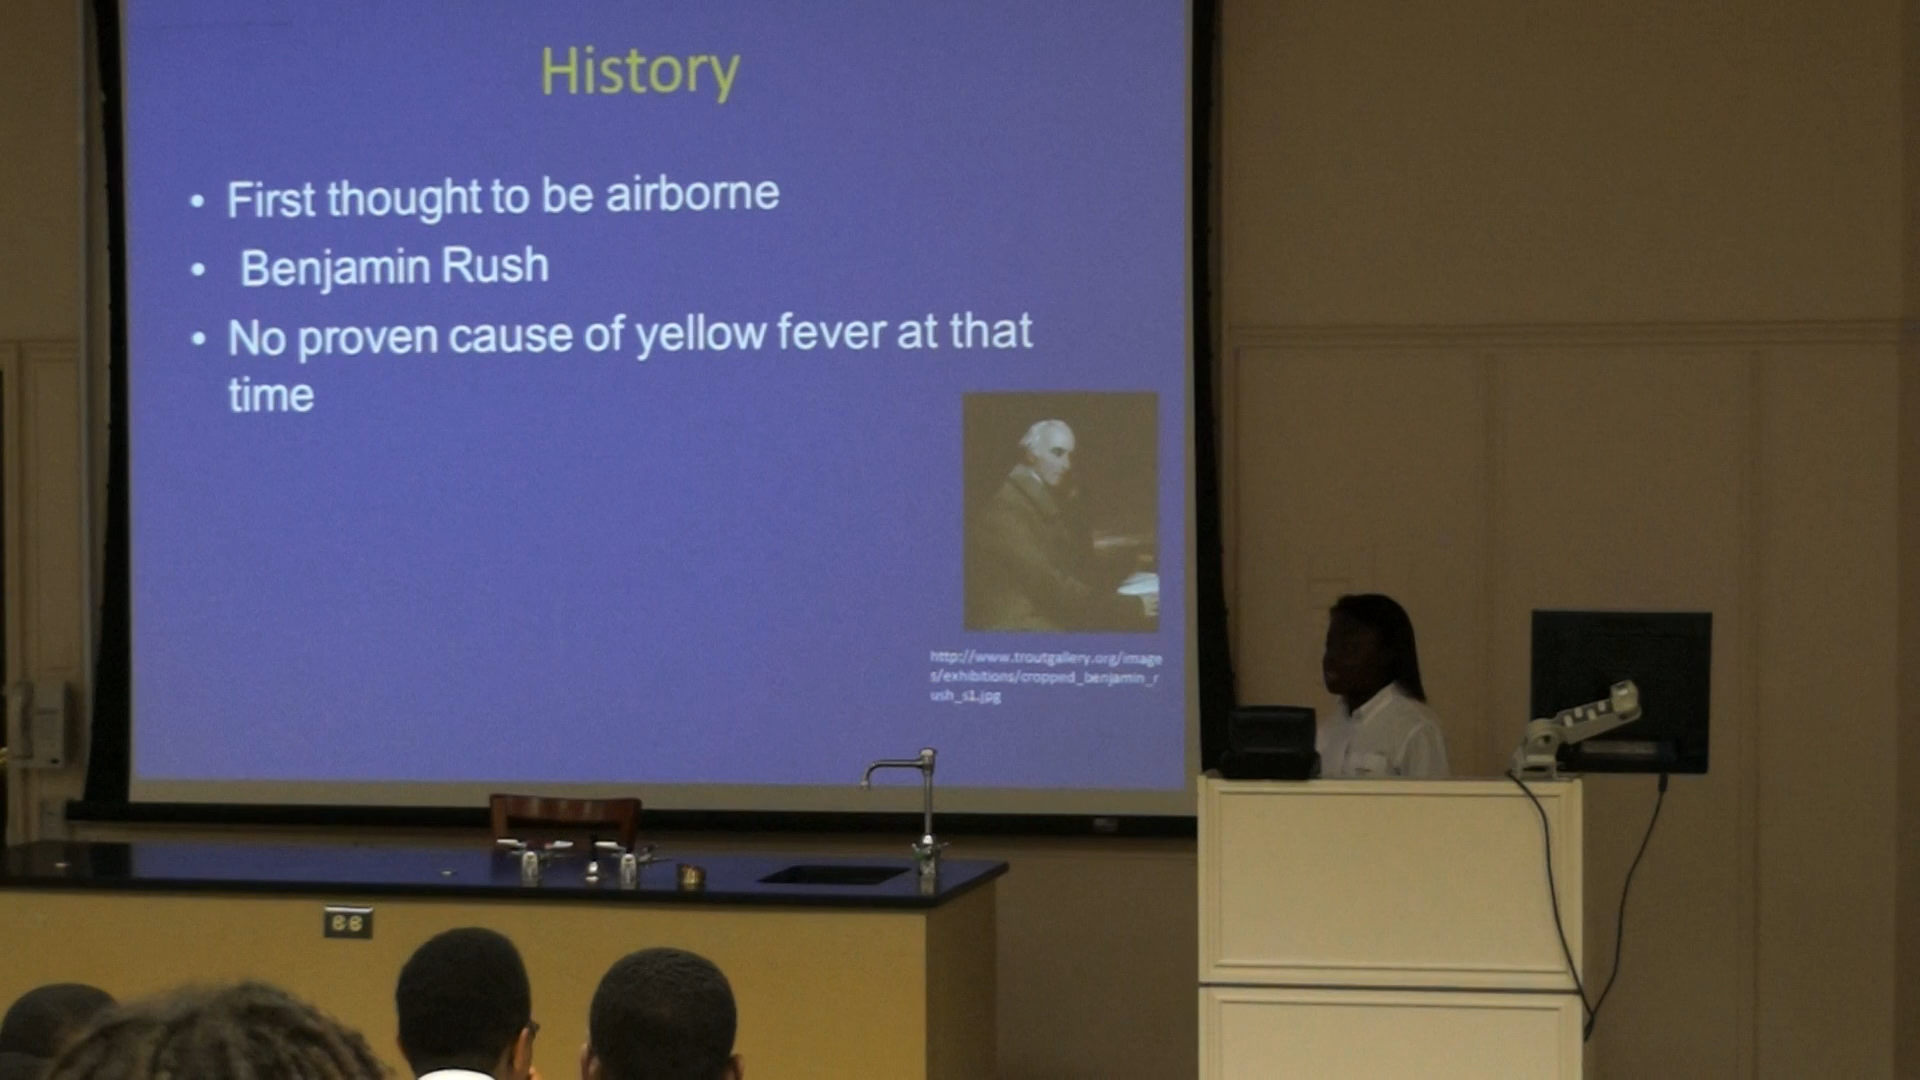 History
• First thought to be airborne
• Benjamin Rush
• No proven cause of yellow fever at that
time
http://www.troutgallery.org/image
s/exhibitions/cropped_benjamin_r
ush_s1.jpg